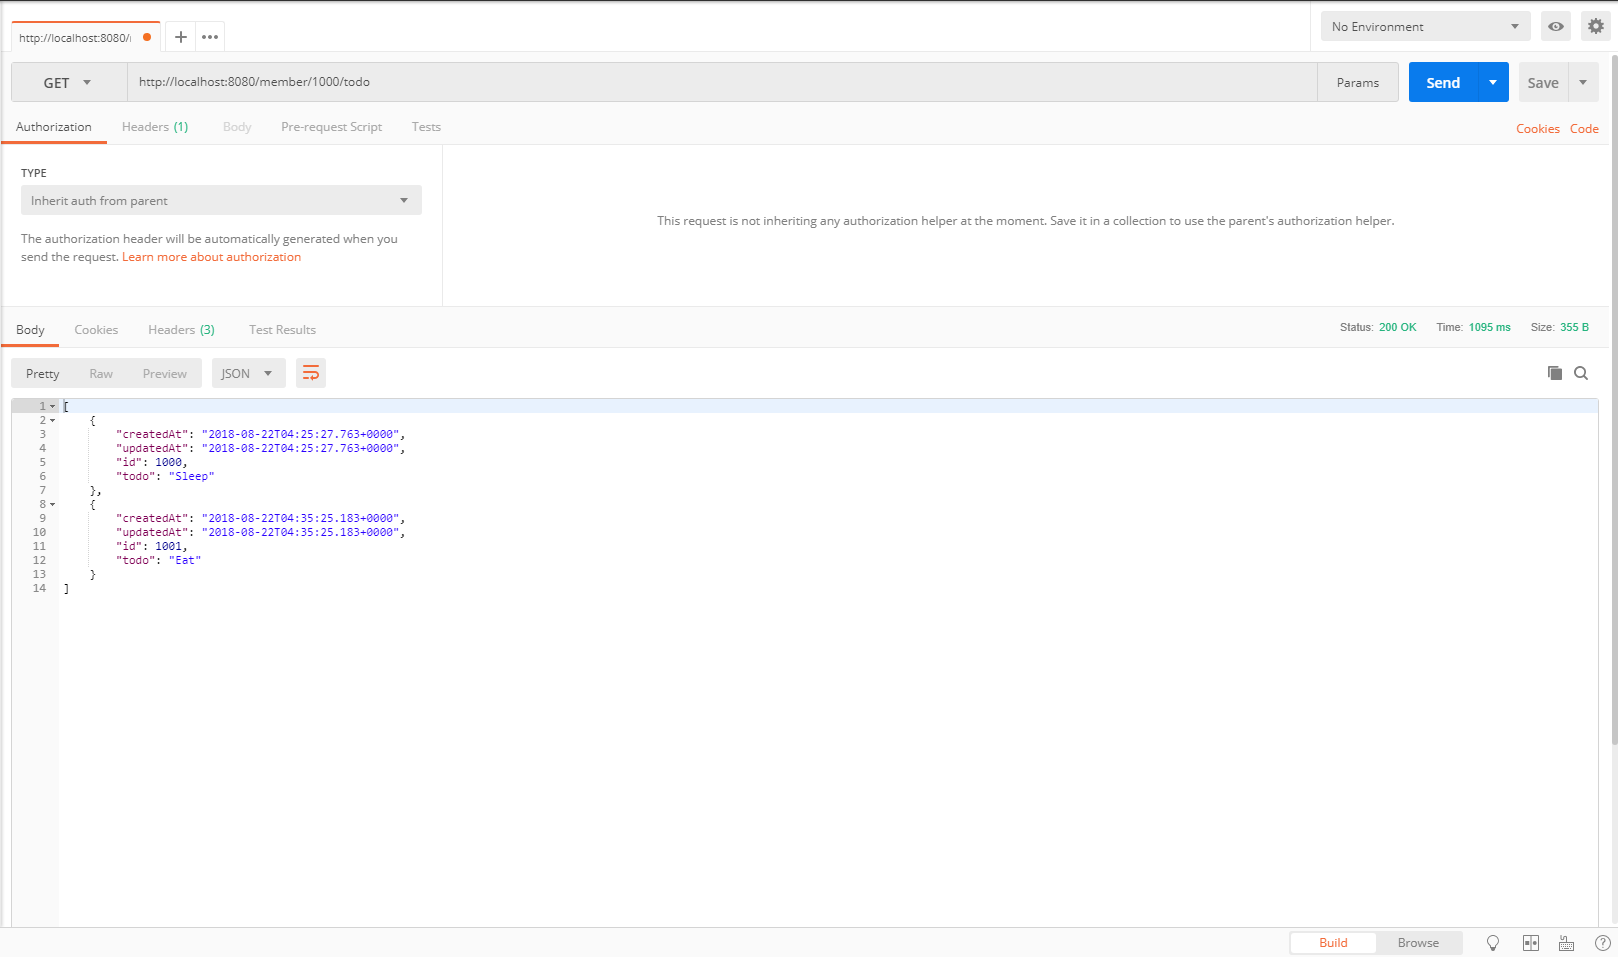 http://localhost:8080/
No Environment
GET http://localhost:8080/member/1000/todo Params Send Save
Authorization Headers (1) Body Pre-request Script Tests Cookies Code
TYPE
Inherit auth from parent
The authorization header will be automatically generated when you
send the request. Learn more about authorization
This request is not inheriting any authorization helper at the moment. Save it in a collection to use the parent's authorization helper.
Body Cookies Headers (3) Test Results Status: 200 OK Time: 1095 ms Size: 355 B
Pretty Raw Preview JSON
1 [
2 {
3 "createdAt": "2018-08-22T04:25:27.763+0000",
4 "updatedAt": "2018-08-22T04:25:27.763+0000",
5 "id": 1000,
6 "todo": "Sleep"
7 },
8 {
9 "createdAt": "2018-08-22T04:35:25.183+0000",
10 "updatedAt": "2018-08-22T04:35:25.183+0000",
11 "id": 1001,
12 "todo": "Eat"
13 }
14 ]
Build Browse